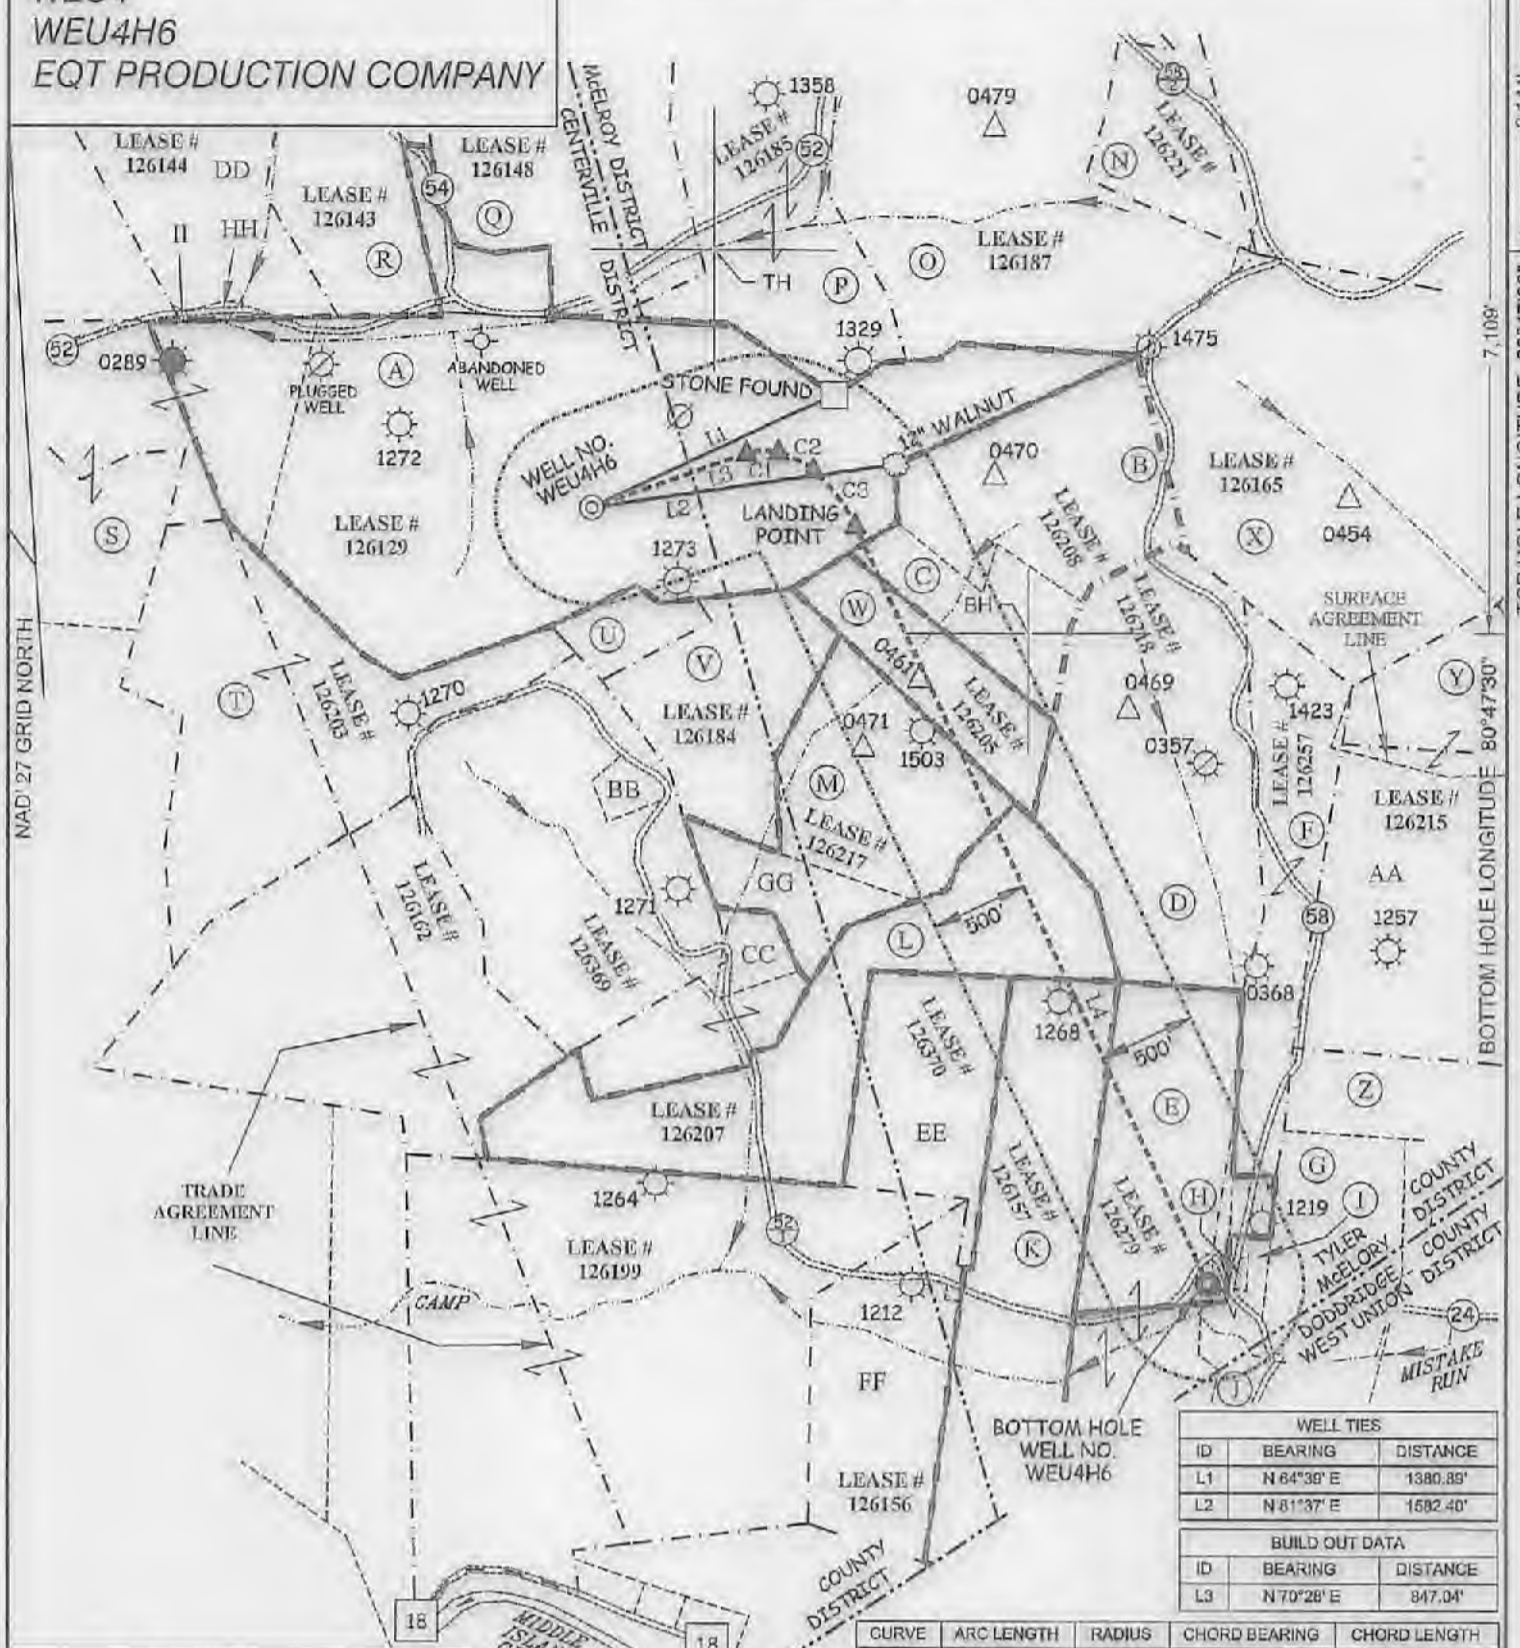 WEU4H6
EQT PRODUCTION COMPANY
McELROY DISTRICT
CENTERVILLE DISTRICT
1358
0479
52
LEASE #
126185
52
2
LEASE #
126221
N
LEASE #
126144
DD
LEASE #
126143
54
LEASE #
126148
Q
II
HH
R
TH
P
O
LEASE #
126187
7,109'
52
0289
PLUGGED
WELL
A
ABANDONED
WELL
1272
STONE FOUND
1329
1475
12" WALNUT
WELL NO.
WEU4H6
L1
L3
C1
C2
L2
C3
LANDING
POINT
0470
B
LEASE #
126165
0454
X
S
LEASE #
126129
1273
C
LEASE #
126208
LEASE #
126218
BH
W
SURFACE
AGREEMENT
LINE
NAD' 27 GRID NORTH
T
LEASE #
126203
1270
U
V
LEASE #
126184
0461
LEASE #
126205
0469
0357
1423
Y
LEASE #
126257
F
LEASE #
126215
BOTTOM HOLE LONGITUDE 80°47'30"
BB
M
0471
1503
LEASE #
126217
GG
LEASE #
126162
1271
LEASE #
126369
CC
L
500'
D
58
AA
1257
LEASE #
126370
1268
L4
0368
500'
LEASE #
126207
EE
E
Z
TRADE
AGREEMENT
LINE
1264
52
1
LEASE #
126199
LEASE #
126157
K
LEASE #
126279
H
G
1219
I
COUNTY
DISTRICT
TYLER
McELORY
COUNTY
DISTRICT
DODDRIDGE
WEST UNION
CAMP
1212
24
MISTAKE
RUN
J
FF
BOTTOM HOLE
WELL NO.
WEU4H6
LEASE #
126156
COUNTY
DISTRICT
WELL TIES
ID BEARING DISTANCE
L1 N 64°39' E 1380.89'
L2 N 81°37' E 1582.40'
BUILD OUT DATA
ID BEARING DISTANCE
L3 N 70°28' E 847.04'
18
MIDDLE
18
CURVE ARC LENGTH RADIUS CHORD BEARING CHORD LENGTH